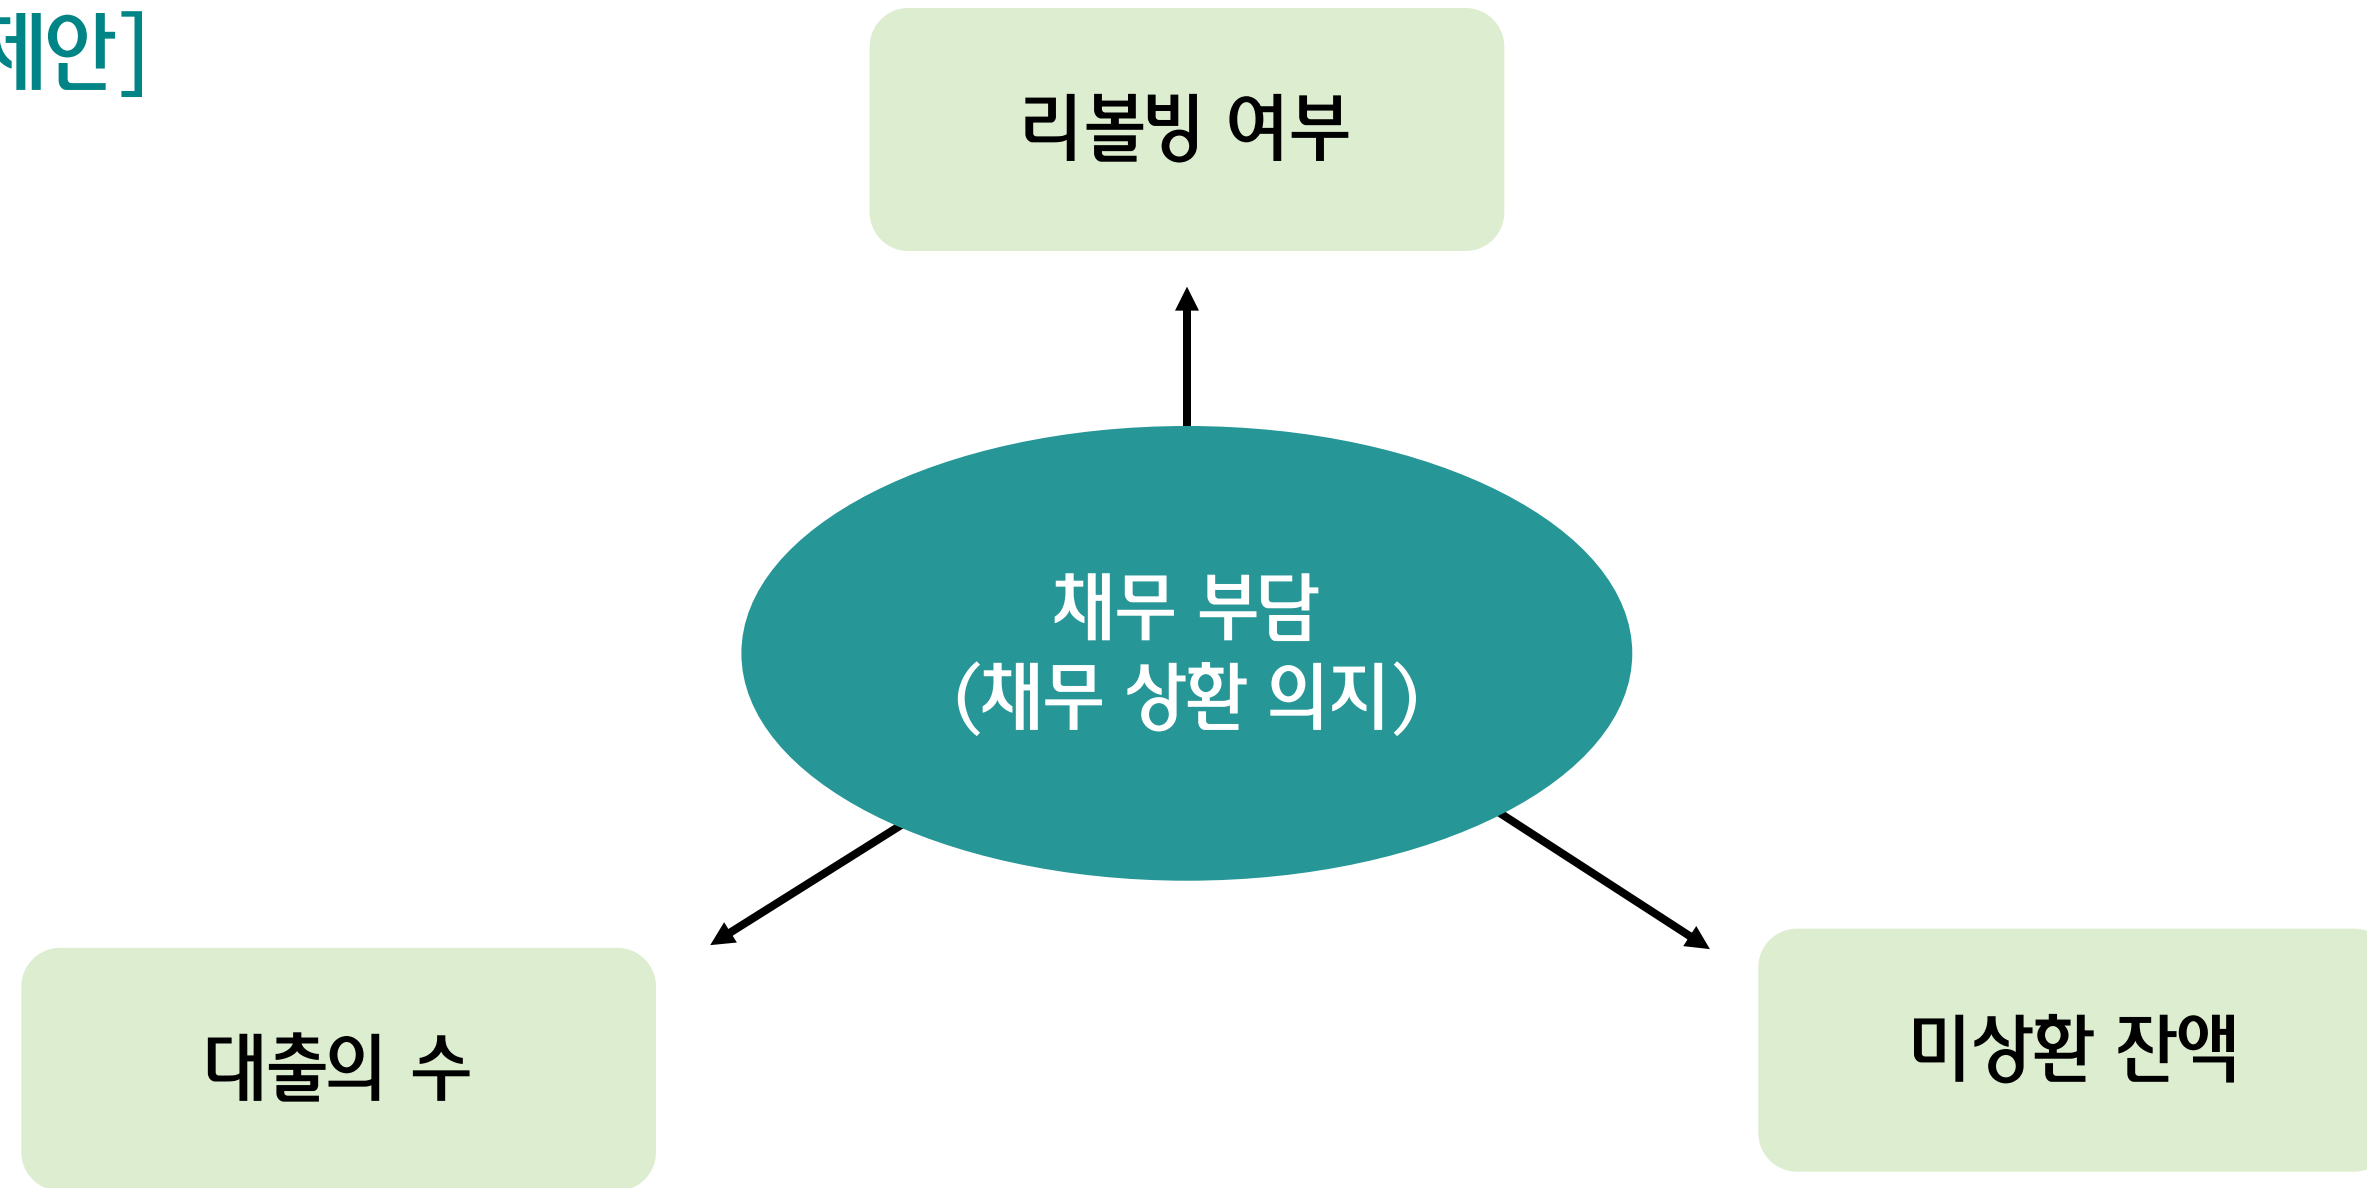 제안]
리볼빙 여부
채무 부담
(채무 상환 의지)
대출의 수
미상환 잔액